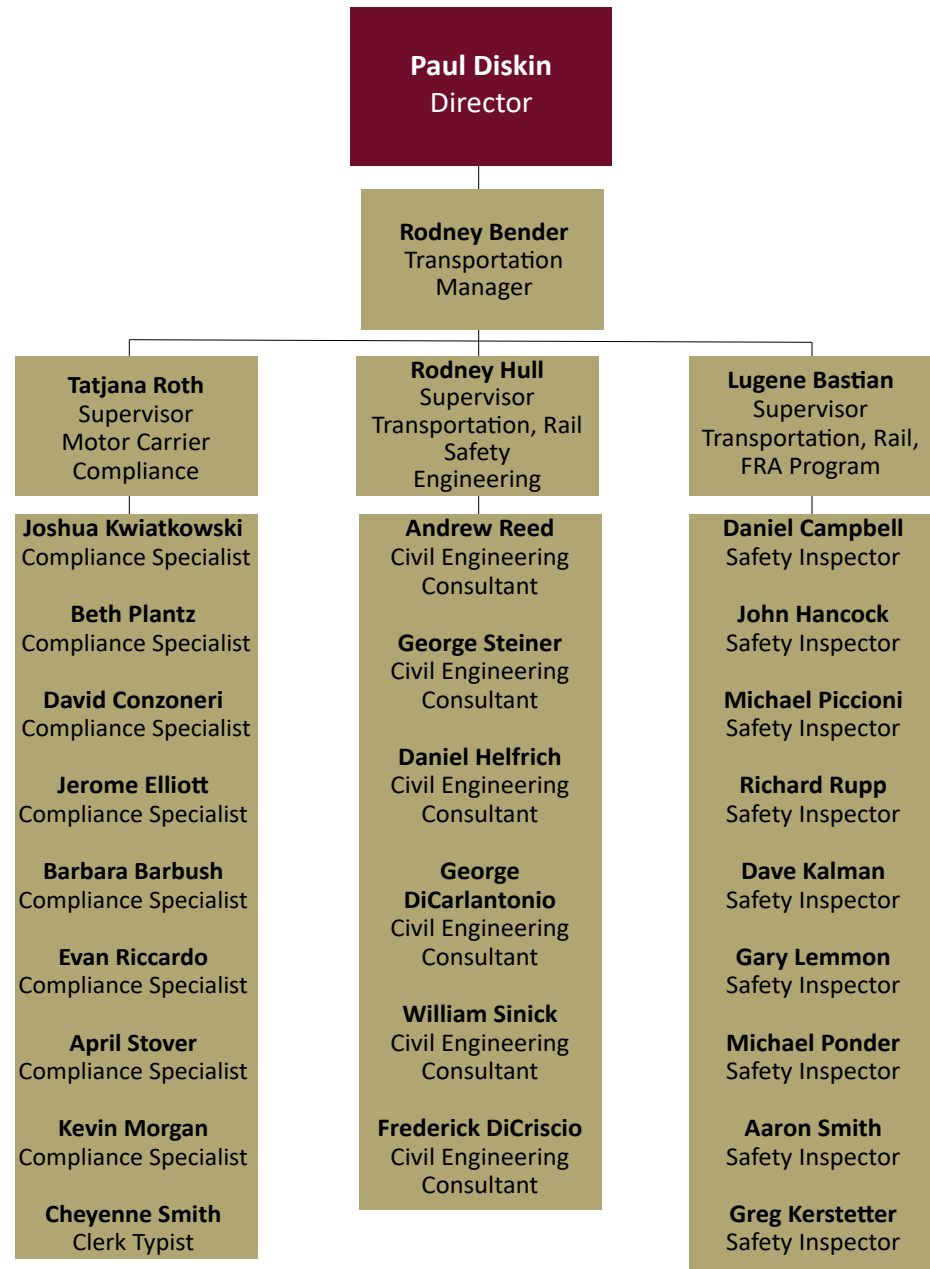 Paul Diskin
Director
Rodney Bender
Transportation
Manager
Tatjana Roth
Supervisor
Motor Carrier
Compliance
Rodney Hull
Supervisor
Transportation, Rail
Safety
Engineering
Lugene Bastian
Supervisor
Transportation, Rail,
FRA Program
Joshua Kwiatkowski
Compliance Specialist
Beth Plantz
Compliance Specialist
David Conzoneri
Compliance Specialist
Jerome Elliott
Compliance Specialist
Barbara Barbush
Compliance Specialist
Evan Riccardo
Compliance Specialist
April Stover
Compliance Specialist
Kevin Morgan
Compliance Specialist
Cheyenne Smith
Clerk Typist
Andrew Reed
Civil Engineering
Consultant
George Steiner
Civil Engineering
Consultant
Daniel Helfrich
Civil Engineering
Consultant
George
DiCarlantonio
Civil Engineering
Consultant
William Sinick
Civil Engineering
Consultant
Frederick DiCriscio
Civil Engineering
Consultant
Daniel Campbell
Safety Inspector
John Hancock
Safety Inspector
Michael Piccioni
Safety Inspector
Richard Rupp
Safety Inspector
Dave Kalman
Safety Inspector
Gary Lemmon
Safety Inspector
Michael Ponder
Safety Inspector
Aaron Smith
Safety Inspector
Greg Kerstetter
Safety Inspector